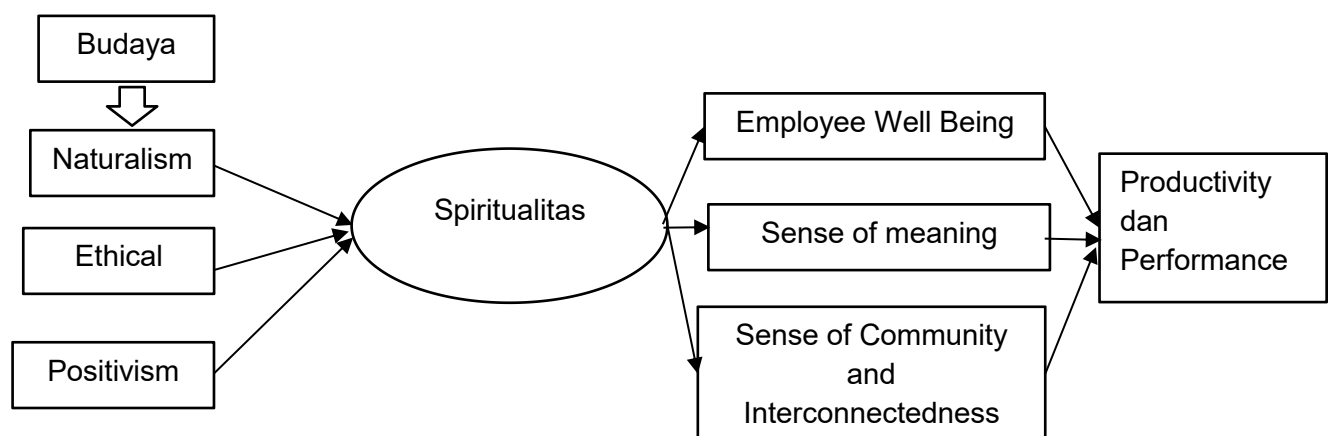 Budaya
Naturalism
Ethical
Positivism
Spiritualitas
Employee Well Being
Sense of meaning
Sense of Community
and
Interconnectedness
Productivity
dan
Performance